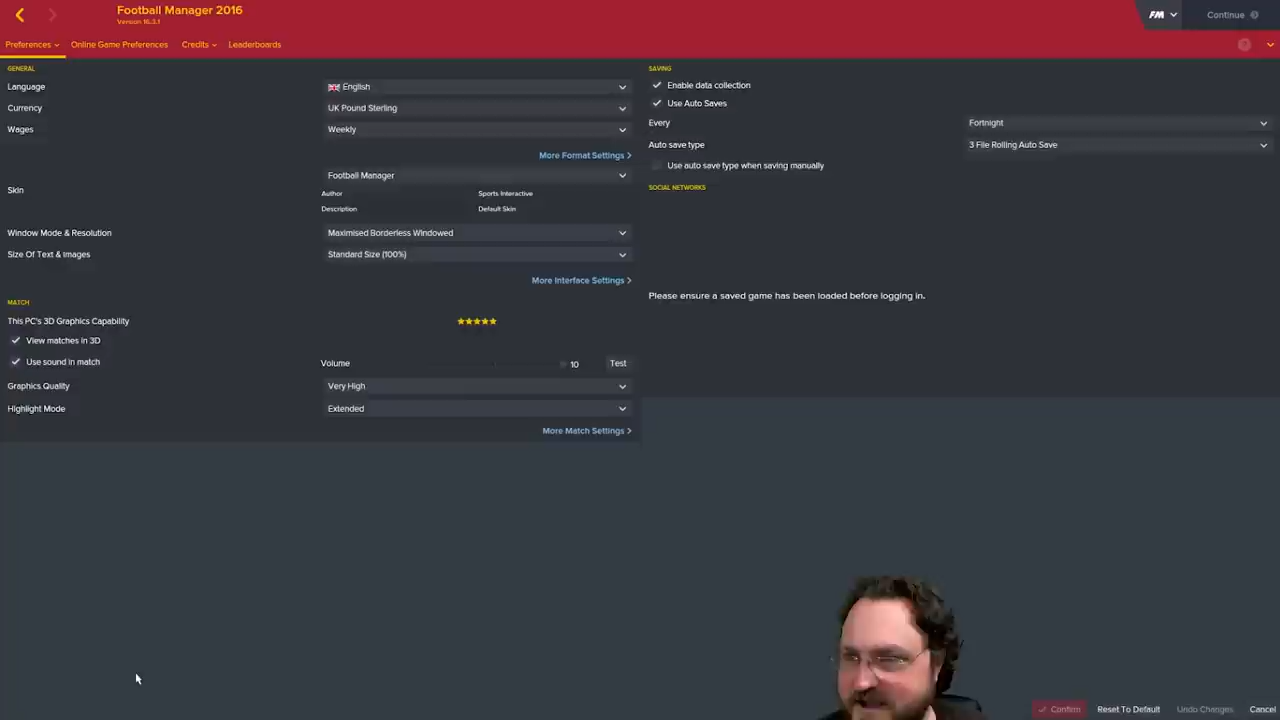 Football Manager 2016
Version 16.3.1
FM
Continue
Preferences
Online Game Preferences
Credits
Leaderboards
GENERAL
Language
English
Currency
UK Pound Sterling
Wages
Weekly
More Format Settings >
Skin
Football Manager
Author
Sports Interactive
Description
Default Skin
Window Mode & Resolution
Maximised Borderless Windowed
Size Of Text & Images
Standard Size (100%)
More Interface Settings >
MATCH
This PC's 3D Graphics Capability
View matches in 3D
Use sound in match
Volume
10
Test
Graphics Quality
Very High
Highlight Mode
Extended
More Match Settings >
SAVING
Enable data collection
Use Auto Saves
Every
Fortnight
Auto save type
3 File Rolling Auto Save
Use auto save type when saving manually
SOCIAL NETWORKS
Please ensure a saved game has been loaded before logging in.
Confirm
Reset To Default
Undo Changes
Cancel